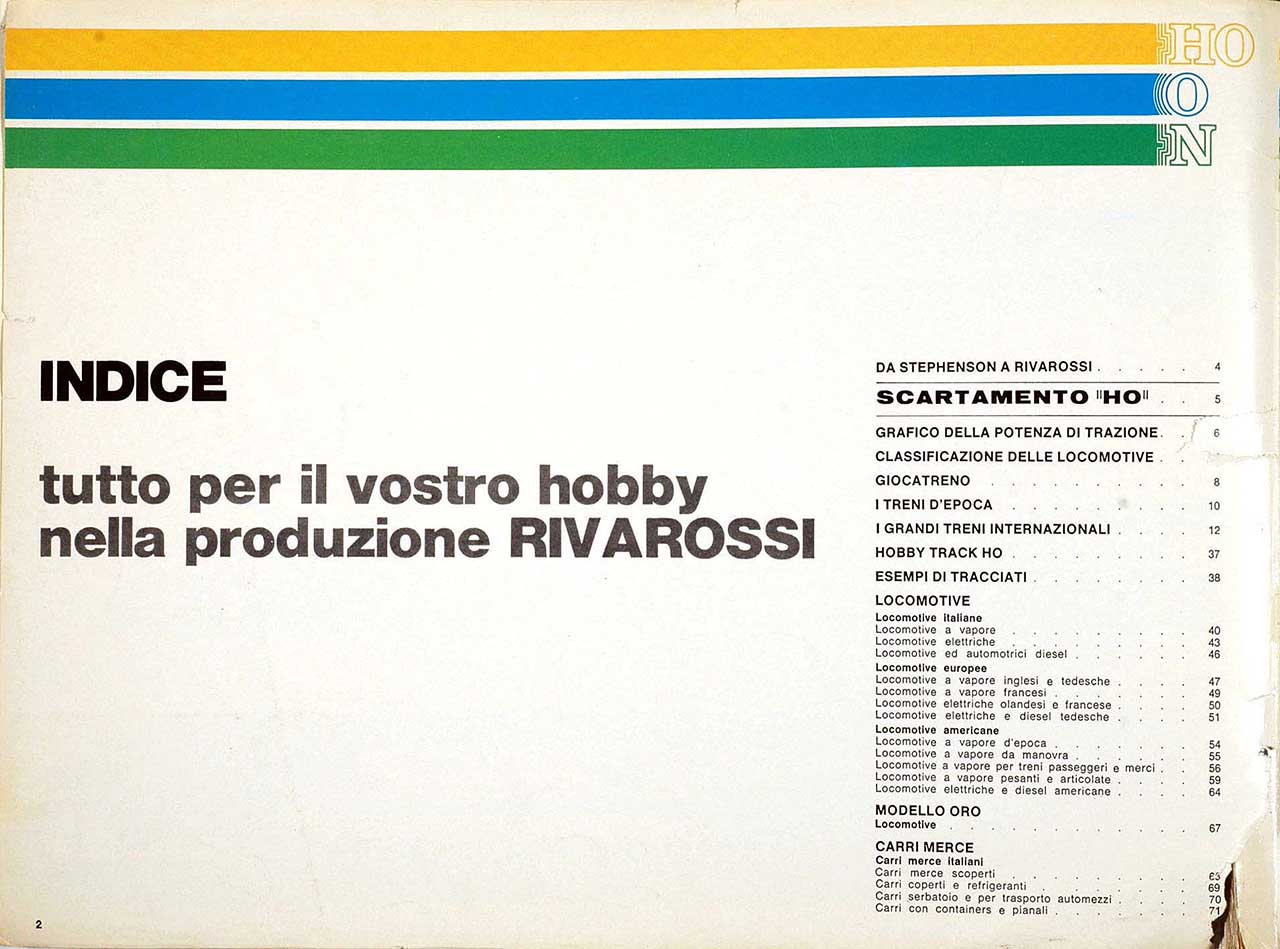 HO
O
N
INDICE
tutto per il vostro hobby
nella produzione RIVAROSSI
DA STEPHENSON A RIVAROSSI . . . . . 4
SCARTAMENTO "HO" . . 5
GRAFICO DELLA POTENZA DI TRAZIONE . . 6
CLASSIFICAZIONE DELLE LOCOMOTIVE . .
GIOCATRENO . . . . . . . . . . 8
I TRENI D'EPOCA . . . . . . . . . 10
I GRANDI TRENI INTERNAZIONALI . . . . 12
HOBBY TRACK HO . . . . . . . . . 37
ESEMPI DI TRACCIATI . . . . . . . . 38
LOCOMOTIVE
Locomotive italiane
Locomotive a vapore . . . . . . . . . 40
Locomotive elettriche . . . . . . . . . 43
Locomotive ed automotrici diesel . . . . . . 46
Locomotive europee
Locomotive a vapore inglesi e tedesche . . . . 47
Locomotive a vapore francesi . . . . . . . 49
Locomotive elettriche olandesi e francese . . . . 50
Locomotive elettriche e diesel tedesche . . . . 51
Locomotive americane
Locomotive a vapore d'epoca . . . . . . . 54
Locomotive a vapore da manovra . . . . . . 55
Locomotive a vapore per treni passeggeri e merci . . 56
Locomotive a vapore pesanti e articolate . . . . 59
Locomotive elettriche e diesel americane . . . . 64
MODELLO ORO
Locomotive . . . . . . . . . . . . 67
CARRI MERCE
Carri merce italiani
Carri merce scoperti . . . . . . . . .
Carri coperti e refrigeranti . . . . . . . . 69
Carri serbatoio e per trasporto automezzi . . . . 70
Carri con containers e pianali . . . . . . . 71
2